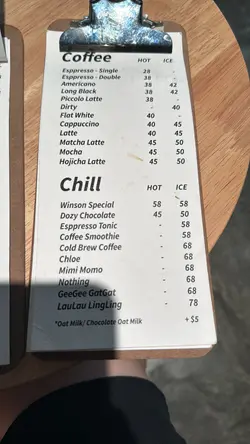 Coffee HOT ICE
Esppresso - Single 28 -
Esppresso - Double 38 -
Americano 38 42
Long Black 38 42
Piccolo Latte 38 -
Dirty - 40
Flat White 40 -
Cappuccino 40 45
Latte 40 45
Matcha Latte 45 50
Mocha 45 50
Hojicha Latte 45 50
Chill HOT ICE
Winson Special 58 58
Dozy Chocolate 45 50
Esppresso Tonic - 58
Coffee Smoothie - 58
Cold Brew Coffee - 68
Chloe - 68
Mimi Momo - 68
Nothing - 68
GeeGee GatGat - 68
LauLau LingLing - 78
*Oat Milk/ Chocolate Oat Milk + $5